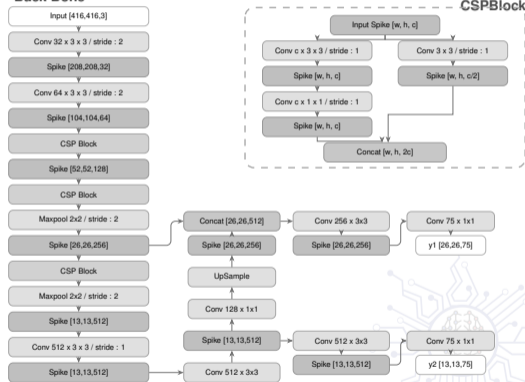 Back Bone
Input [416,416,3]
Conv 32 x 3 x 3 / stride : 2
Spike [208,208,32]
Conv 64 x 3 x 3 / stride : 2
Spike [104,104,64]
CSP Block
Spike [52,52,128]
CSP Block
Maxpool 2x2 / stride : 2
Spike [26,26,256]
CSP Block
Maxpool 2x2 / stride : 2
Spike [13,13,512]
Conv 512 x 3 x 3 / stride : 1
Spike [13,13,512]
CSPBlock
Input Spike [w, h, c]
Conv c x 3 x 3 / stride : 1
Conv 3 x 3 / stride : 1
Spike [w, h, c]
Spike [w, h, c/2]
Conv c x 1 x 1 / stride : 1
Spike [w, h, c]
Concat [w, h, 2c]
Concat [26,26,512]
Conv 256 x 3x3
Conv 75 x 1x1
Spike [26,26,256]
Spike [26,26,256]
y1 [26,26,75]
UpSample
Conv 128 x 1x1
Spike [13,13,512]
Conv 512 x 3x3
Conv 75 x 1x1
Spike [13,13,512]
y2 [13,13,75]
Conv 512 x 3x3